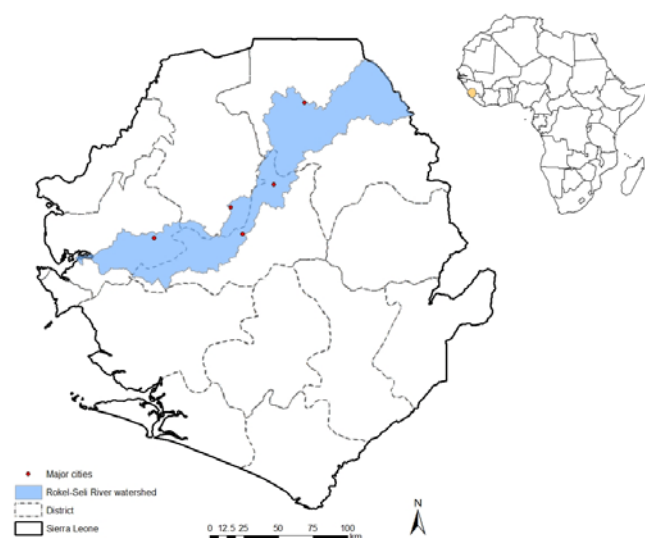 Major cities
Rokel-Seli River watershed
District
Sierra Leone
0 12.5 25 50 75 100
km
N